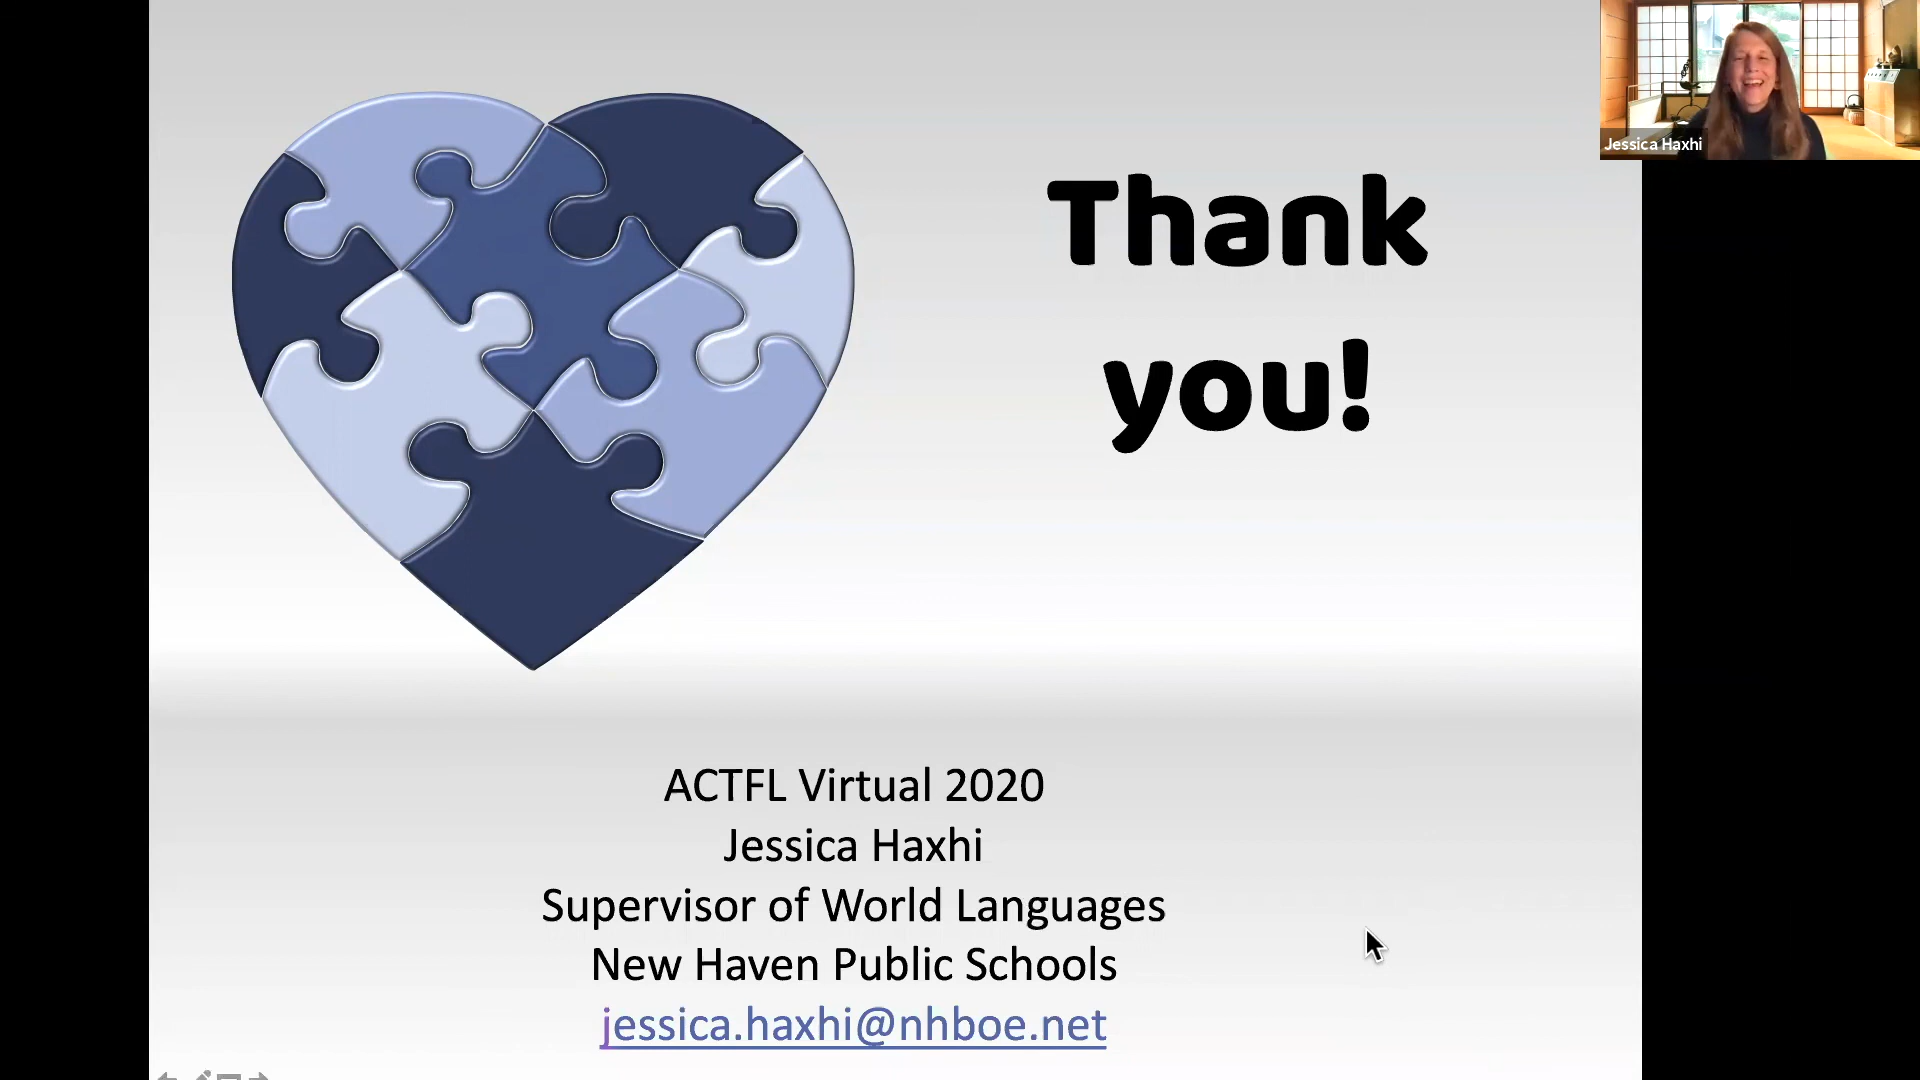 Jessica Haxhi
Thank
you!
ACTFL Virtual 2020
Jessica Haxhi
Supervisor of World Languages
New Haven Public Schools
jessica.haxhi@nhboe.net